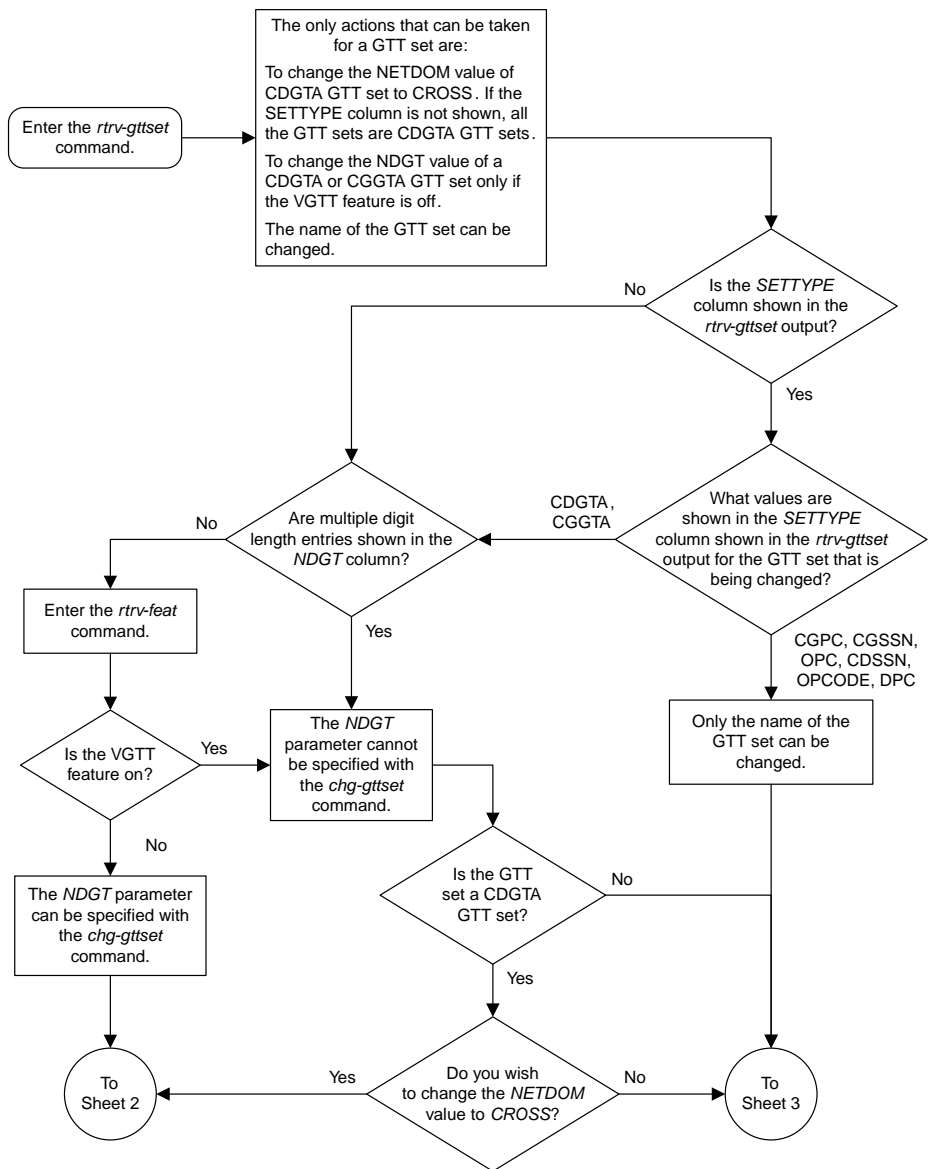 The only actions that can be taken
for a GTT set are:
To change the NETDOM value of
CDGTA GTT set to CROSS. If the
SETTYPE column is not shown, all
the GTT sets are CDGTA GTT sets.
To change the NDGT value of a
CDGTA or CGGTA GTT set only if
the VGTT feature is off.
The name of the GTT set can be
changed.
Enter the rtrv-gttset
command.
Is the SETTYPE
column shown in the
rtrv-gttset output?
No
Yes
What values are
shown in the SETTYPE
column shown in the rtrv-gttset
output for the GTT set that is
being changed?
CDGTA,
CGGTA
Are multiple digit
length entries shown in the
NDGT column?
No
Yes
Enter the rtrv-feat
command.
CGPC, CGSSN,
OPC, CDSSN,
OPCODE, DPC
Only the name of the
GTT set can be
changed.
Is the VGTT
feature on?
Yes
No
The NDGT
parameter cannot
be specified with
the chg-gttset
command.
The NDGT parameter
can be specified with
the chg-gttset
command.
Is the GTT
set a CDGTA
GTT set?
No
Yes
Do you wish
to change the NETDOM
value to CROSS?
Yes
No
To
Sheet 2
To
Sheet 3